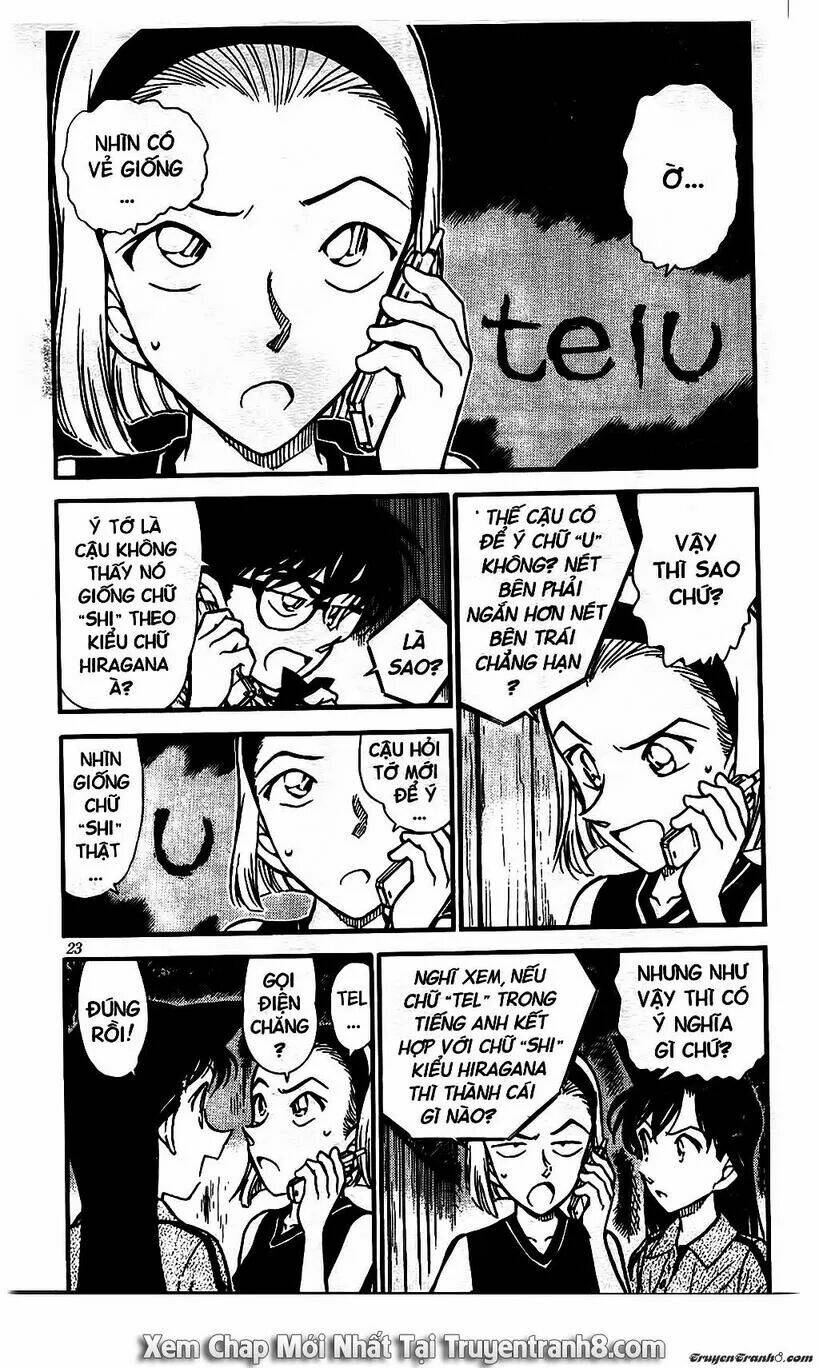 Ờ...
NHÌN CÓ
VẺ GIỐNG
...
telU
VẬY
THÌ SAO
CHỨ?
THẾ CẬU CÓ
ĐỂ Ý CHỮ "U"
KHÔNG? NÉT
BÊN PHẢI
NGẮN HƠN NÉT
BÊN TRÁI
CHẲNG HẠN
?
LÀ
SAO?
Ý TỚ LÀ
CẬU KHÔNG
THẤY NÓ
GIỐNG CHỮ
"SHI" THEO
KIỂU CHỮ
HIRAGANA
À?
CẬU HỎI
TỚ MỚI
ĐỂ Ý
...
U
NHÌN
GIỐNG
CHỮ
"SHI"
THẬT
...
23
NHƯNG NHƯ
VẬY THÌ CÓ
Ý NGHĨA
GÌ CHỨ?
NGHĨ XEM, NẾU
CHỮ "TEL" TRONG
TIẾNG ANH KẾT
HỢP VỚI CHỮ "SHI"
KIỂU HIRAGANA
THÌ THÀNH CÁI
GÌ NÀO?
TEL
...
GỌI
ĐIỆN
CHĂNG
?
ĐÚNG
RỒI!
Xem Chap Mới Nhất Tại Truyentranh8.com
TruyenTranh8.com